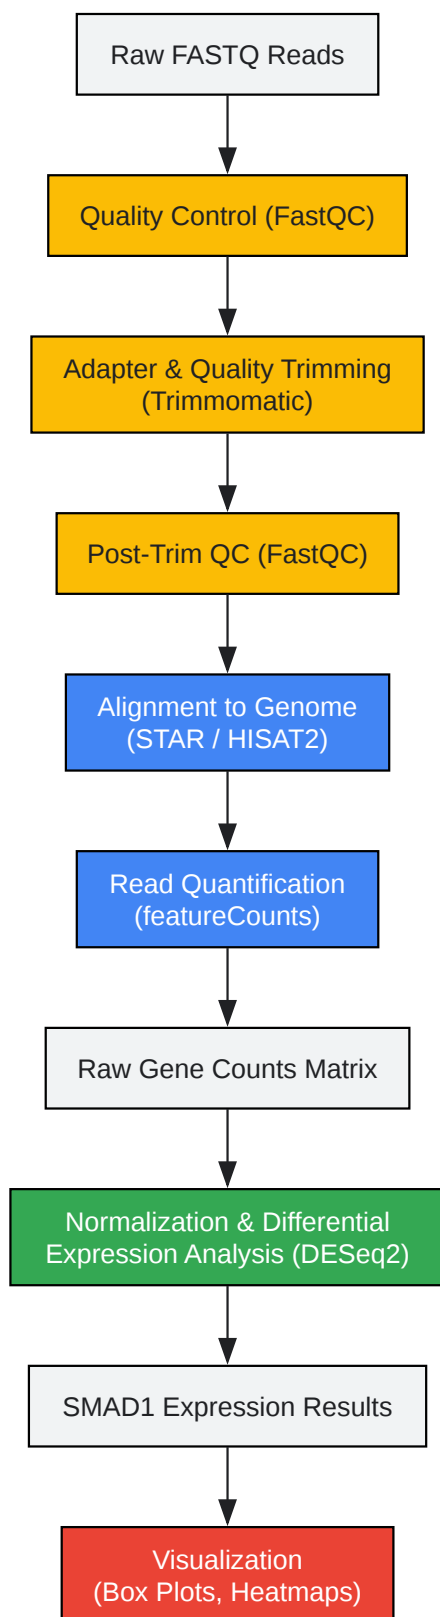 Raw FASTQ Reads
Quality Control (FastQC)
Adapter & Quality Trimming
(Trimmomatic)
Post-Trim QC (FastQC)
Alignment to Genome
(STAR / HISAT2)
Read Quantification
(featureCounts)
Raw Gene Counts Matrix
Normalization & Differential
Expression Analysis (DESeq2)
SMAD1 Expression Results
Visualization
(Box Plots, Heatmaps)